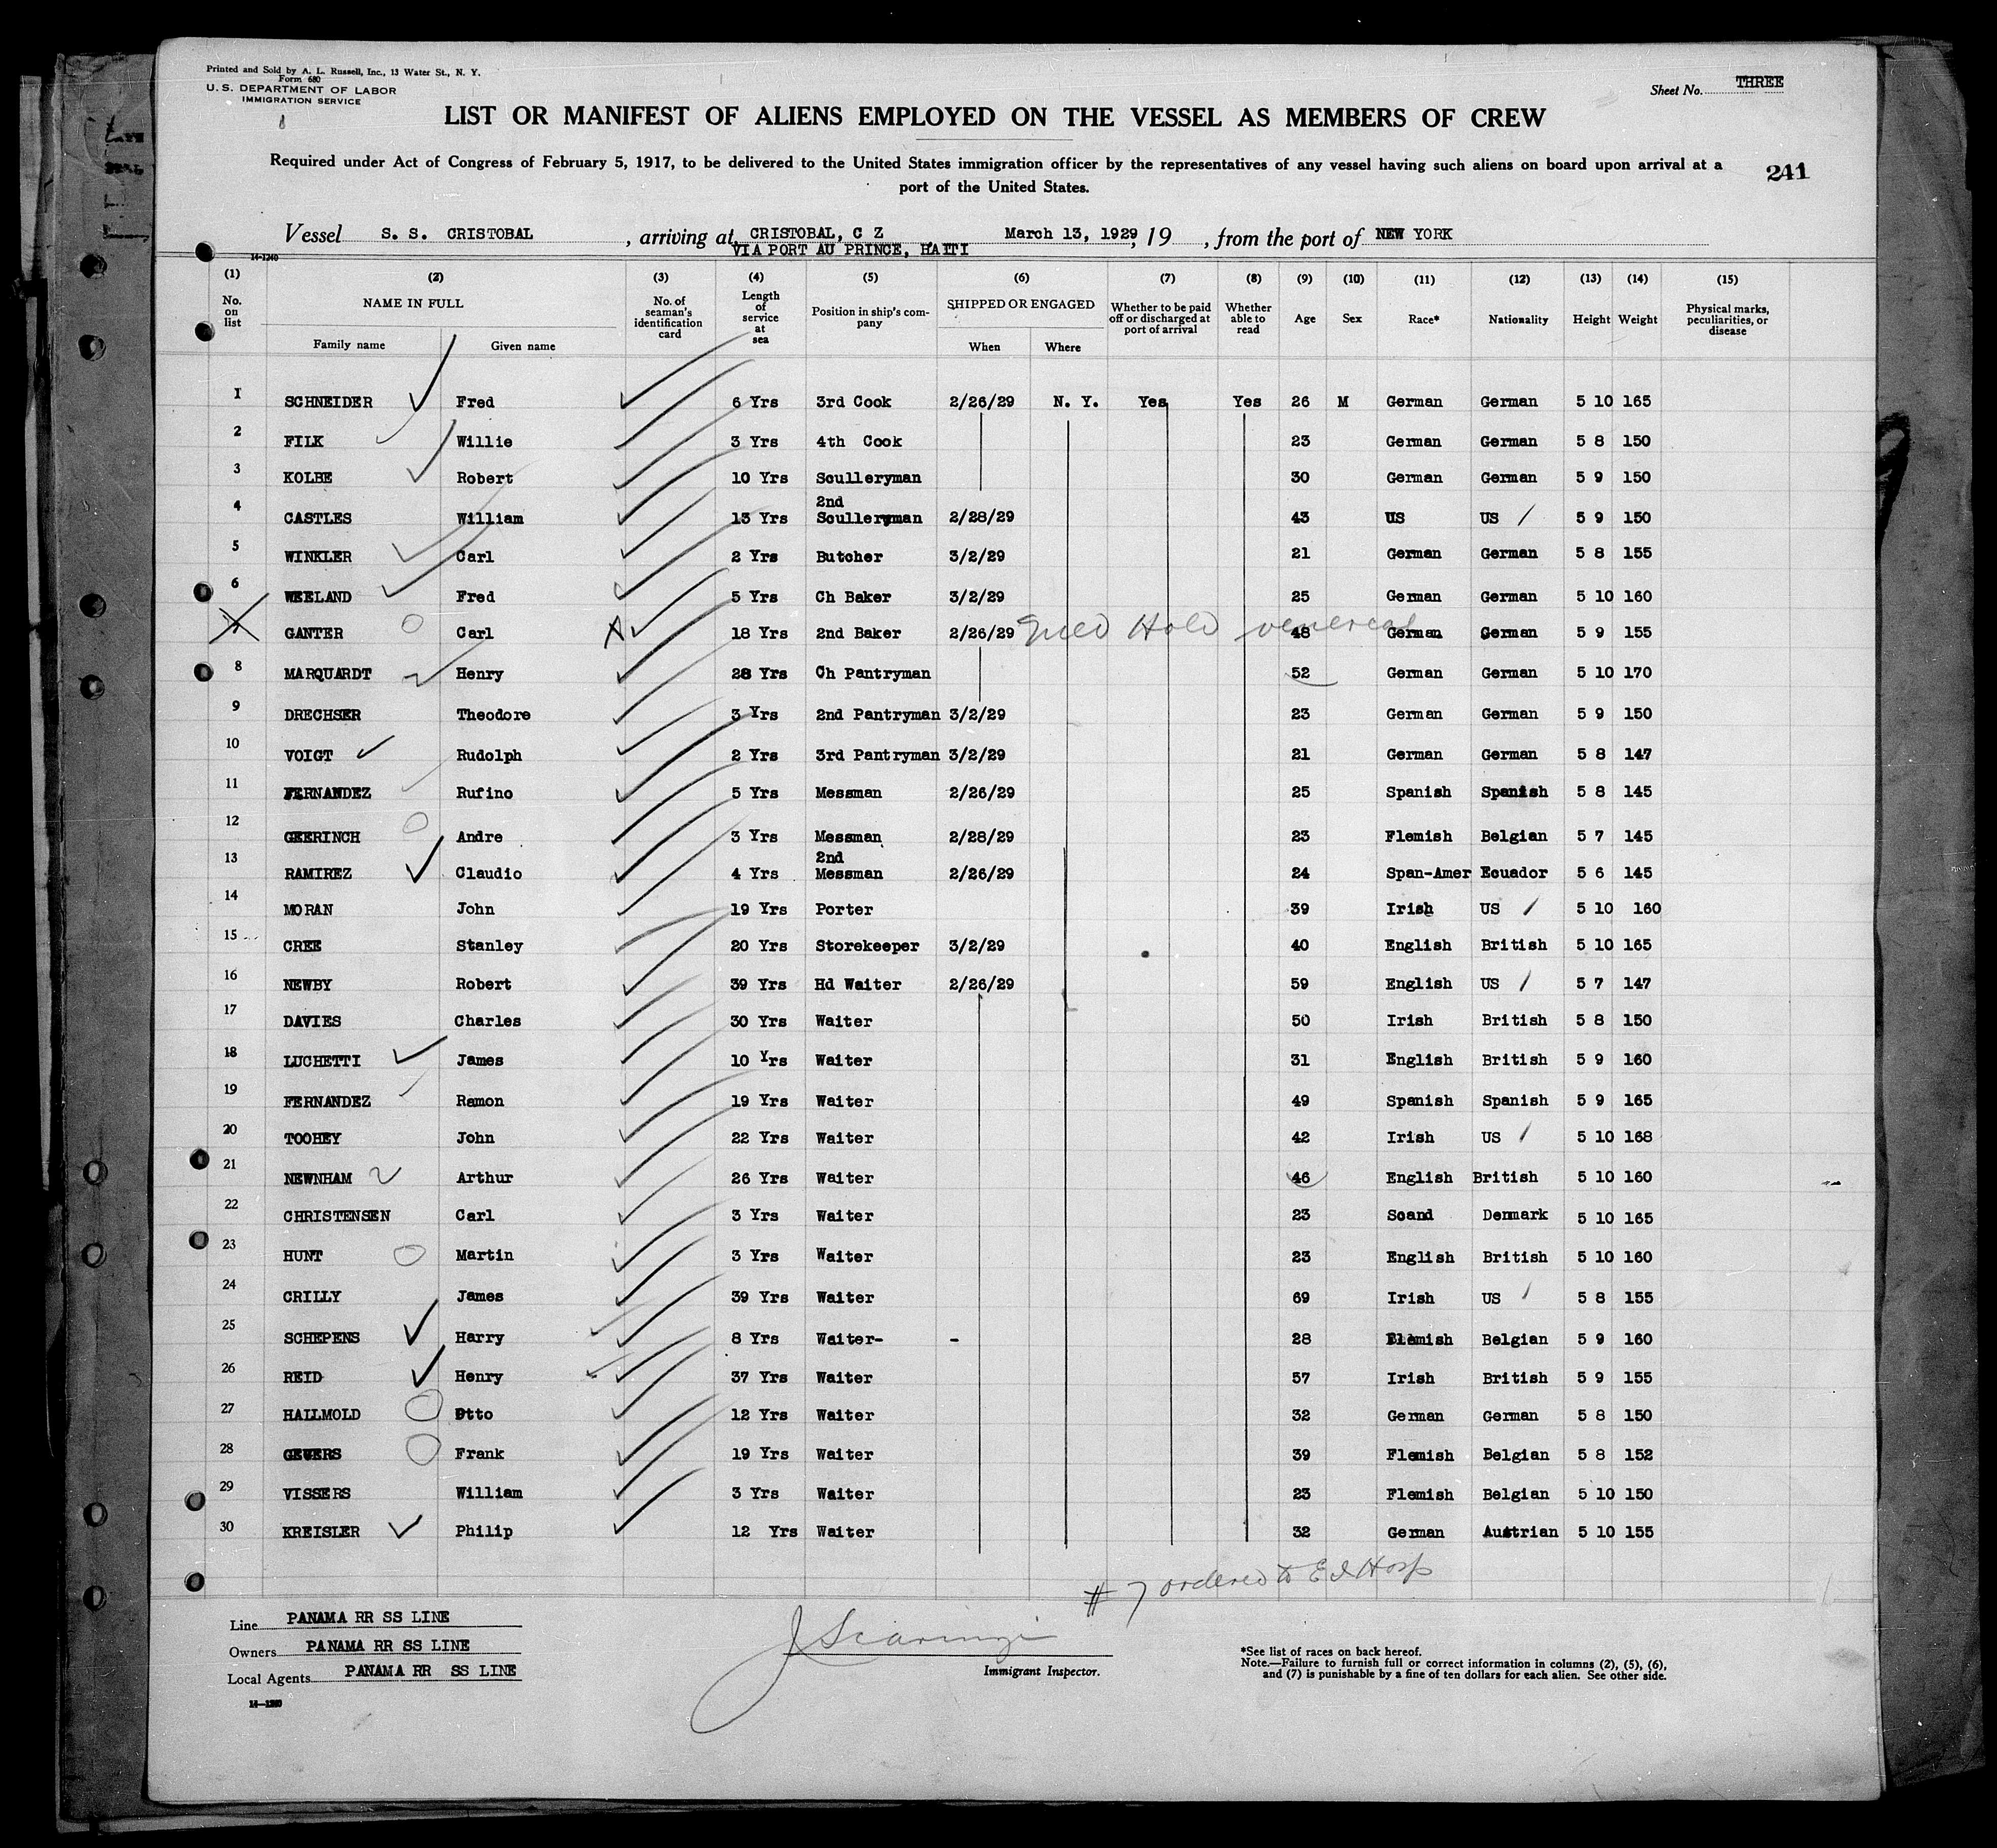 Printed and Sold by A. L. Russell, Inc., 13 Water St., N. Y.
Form 680
U. S. DEPARTMENT OF LABOR
IMMIGRATION SERVICE
Sheet No. THREE
LIST OR MANIFEST OF ALIENS EMPLOYED ON THE VESSEL AS MEMBERS OF CREW
Required under Act of Congress of February 5, 1917, to be delivered to the United States immigration officer by the representatives of any vessel having such aliens on board upon arrival at a
port of the United States.
241
Vessel S. S. CRISTOBAL, arriving at CRISTOBAL, C Z March 13, 1929, 19 , from the port of NEW YORK
VIA PORT AU PRINCE, HAITI
14-1240
(1) (2) (3) (4) (5) (6) (7) (8) (9) (10) (11) (12) (13) (14) (15)
No. on list NAME IN FULL No. of seaman's identification card Length of service at sea Position in ship's company SHIPPED OR ENGAGED Whether to be paid off or discharged at port of arrival Whether able to read Age Sex Race* Nationality Height Weight Physical marks, peculiarities, or disease
Family name Given name When Where
1 SCHNEIDER Fred 6 Yrs 3rd Cook 2/26/29 N. Y. Yes Yes 26 M German German 5 10 165
2 FILK Willie 3 Yrs 4th Cook 23 German German 5 8 150
3 KOLBE Robert 10 Yrs Sculleryman 30 German German 5 9 150
4 CASTLES William 13 Yrs 2nd Sculleryman 2/28/29 43 US US 5 9 150
5 WINKLER Carl 2 Yrs Butcher 3/2/29 21 German German 5 8 155
6 WEELAND Fred 5 Yrs Ch Baker 3/2/29 25 German German 5 10 160
7 GANTER Carl 18 Yrs 2nd Baker 2/26/29 Hold venereal 48 German German 5 9 155
8 MARQUARDT Henry 28 Yrs Ch Pantryman 52 German German 5 10 170
9 DRECHSER Theodore 3 Yrs 2nd Pantryman 3/2/29 23 German German 5 9 150
10 VOIGT Rudolph 2 Yrs 3rd Pantryman 3/2/29 21 German German 5 8 147
11 FERNANDEZ Rufino 5 Yrs Messman 2/26/29 25 Spanish Spanish 5 8 145
12 GEERINCH Andre 3 Yrs Messman 2/28/29 23 Flemish Belgian 5 7 145
13 RAMIREZ Claudio 4 Yrs 2nd Messman 2/26/29 24 Span-Amer Ecuador 5 6 145
14 MORAN John 19 Yrs Porter 39 Irish US 5 10 160
15 CREE Stanley 20 Yrs Storekeeper 3/2/29 40 English British 5 10 165
16 NEWBY Robert 39 Yrs Hd Waiter 2/26/29 59 English US 5 7 147
17 DAVIES Charles 30 Yrs Waiter 50 Irish British 5 8 150
18 LUCHETTI James 10 Yrs Waiter 31 English British 5 9 160
19 FERNANDEZ Ramon 19 Yrs Waiter 49 Spanish Spanish 5 9 165
20 TOOHEY John 22 Yrs Waiter 42 Irish US 5 10 168
21 NEWNHAM Arthur 26 Yrs Waiter 46 English British 5 10 160
22 CHRISTENSEN Carl 3 Yrs Waiter 23 Scand Denmark 5 10 165
23 HUNT Martin 3 Yrs Waiter 23 English British 5 10 160
24 CRILLY James 39 Yrs Waiter 69 Irish US 5 8 155
25 SCHEPENS Harry 8 Yrs Waiter- - 28 Flemish Belgian 5 9 160
26 REID Henry 37 Yrs Waiter 57 Irish British 5 9 155
27 HALLMOLD Otto 12 Yrs Waiter 32 German German 5 8 150
28 GEVERS Frank 19 Yrs Waiter 39 Flemish Belgian 5 8 152
29 VISSERS William 3 Yrs Waiter 23 Flemish Belgian 5 10 150
30 KREISLER Philip 12 Yrs Waiter 32 German Austrian 5 10 155
# 7 ordered to E I Hosp
Line PANAMA RR SS LINE
Owners PANAMA RR SS LINE
Local Agents PANAMA RR SS LINE
14-1240
J Scaringi
Immigrant Inspector.
*See list of races on back hereof.
Note.—Failure to furnish full or correct information in columns (2), (5), (6),
and (7) is punishable by a fine of ten dollars for each alien. See other side.